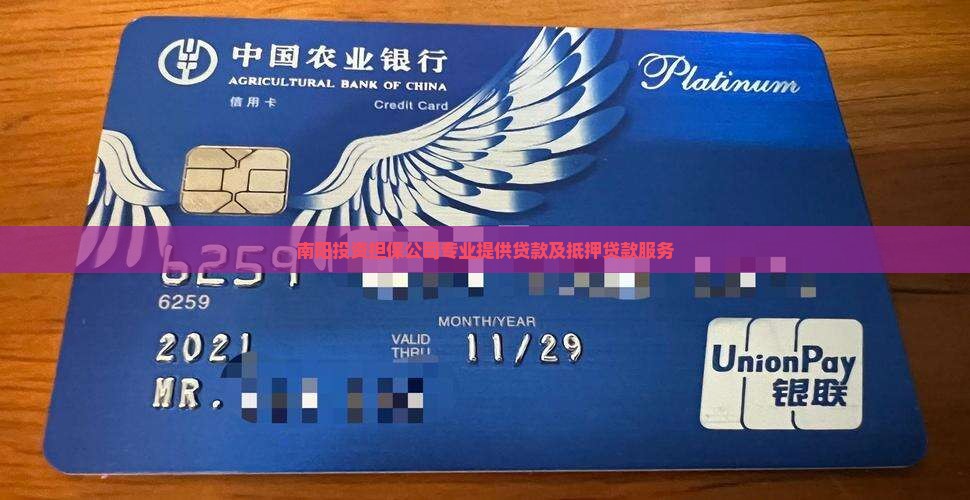 中国农业银行
AGRICULTURAL BANK OF CHINA
信用卡 Credit Card
Platinum
南阳投资担保公司专业提供贷款及抵押贷款服务
6259
6259
MONTH/YEAR
2021 VALID THRU 11/29
MR.
UnionPay
银联